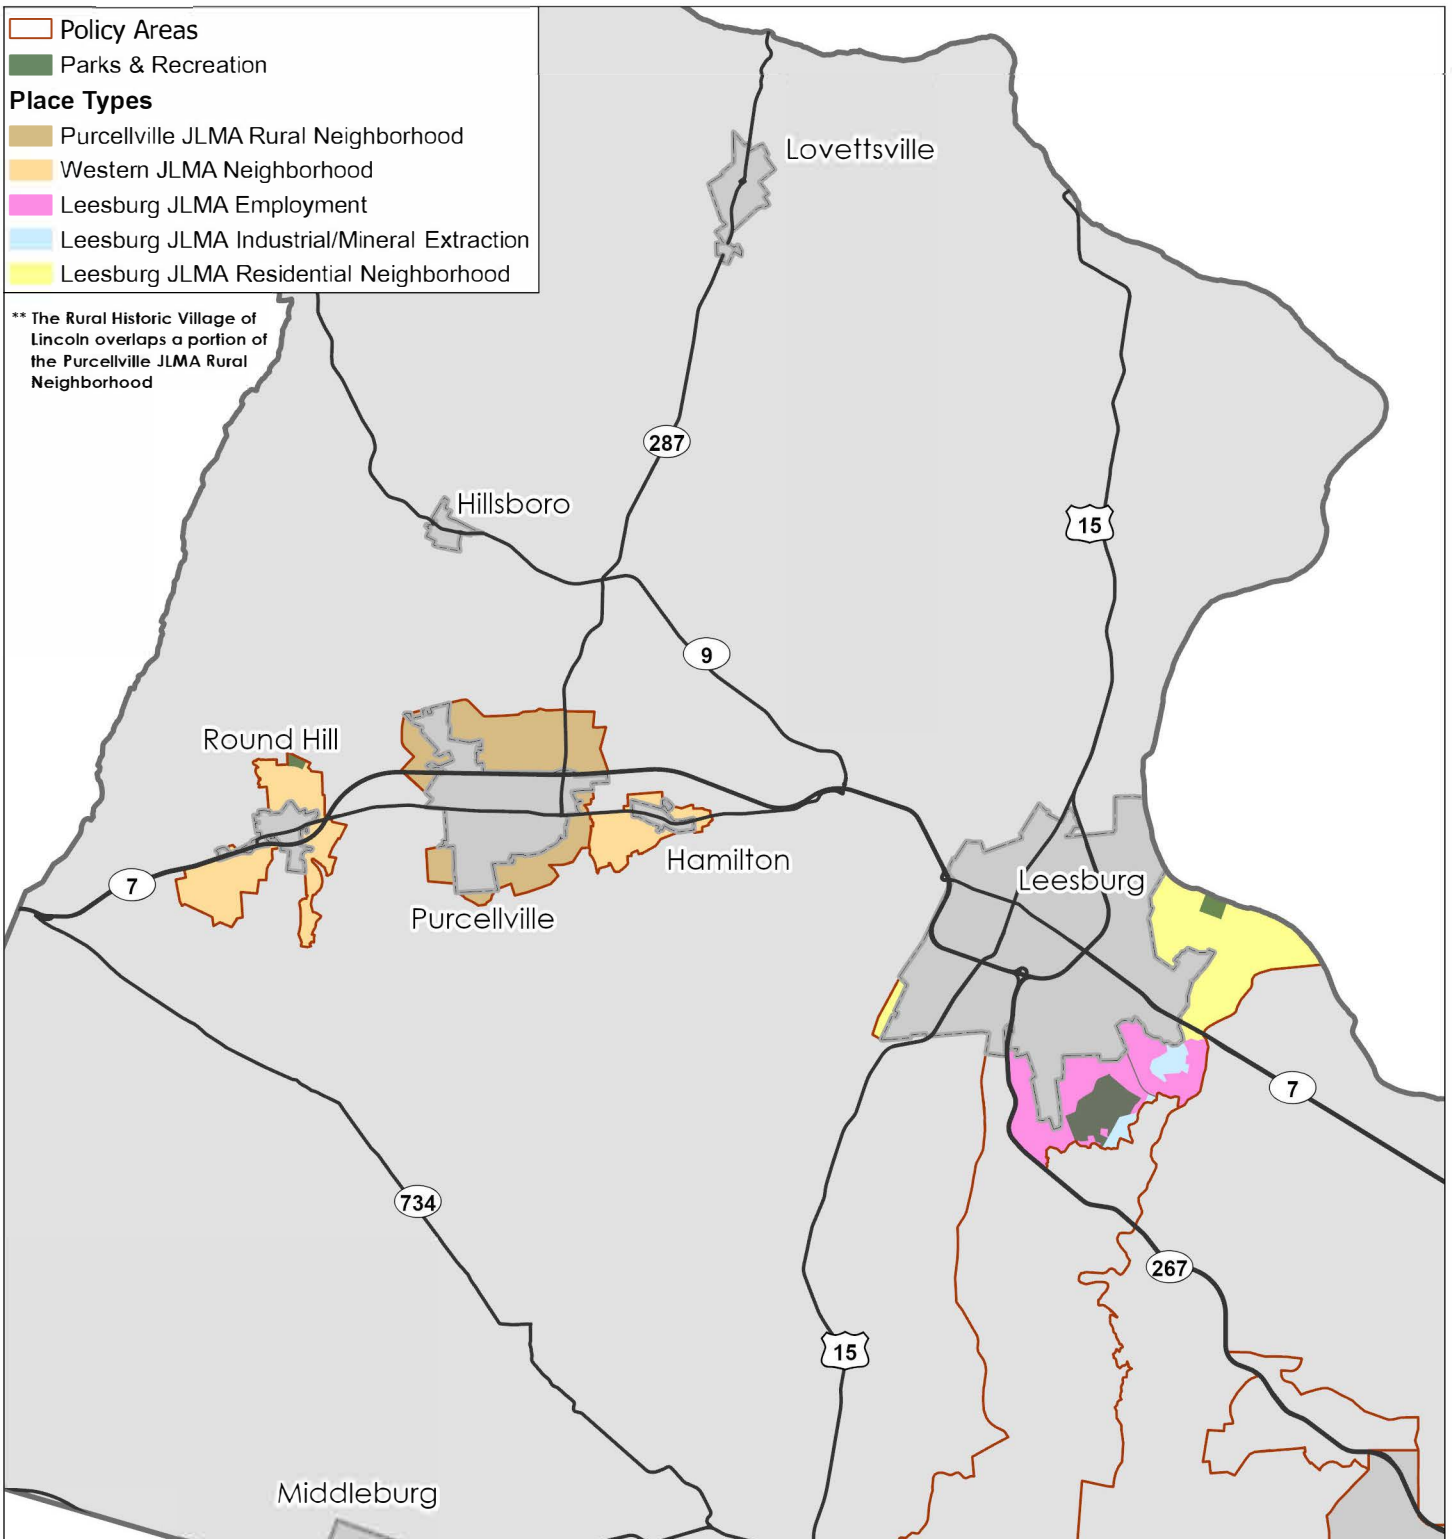 Policy Areas
Parks & Recreation
Place Types
Purcellville JLMA Rural Neighborhood
Western JLMA Neighborhood
Leesburg JLMA Employment
Leesburg JLMA Industrial/Mineral Extraction
Leesburg JLMA Residential Neighborhood
** The Rural Historic Village of
Lincoln overlaps a portion of
the Purcellville JLMA Rural
Neighborhood
Lovettsville
287
Hillsboro
15
9
Round Hill
Hamilton
Leesburg
7
Purcellville
7
734
267
15
Middleburg